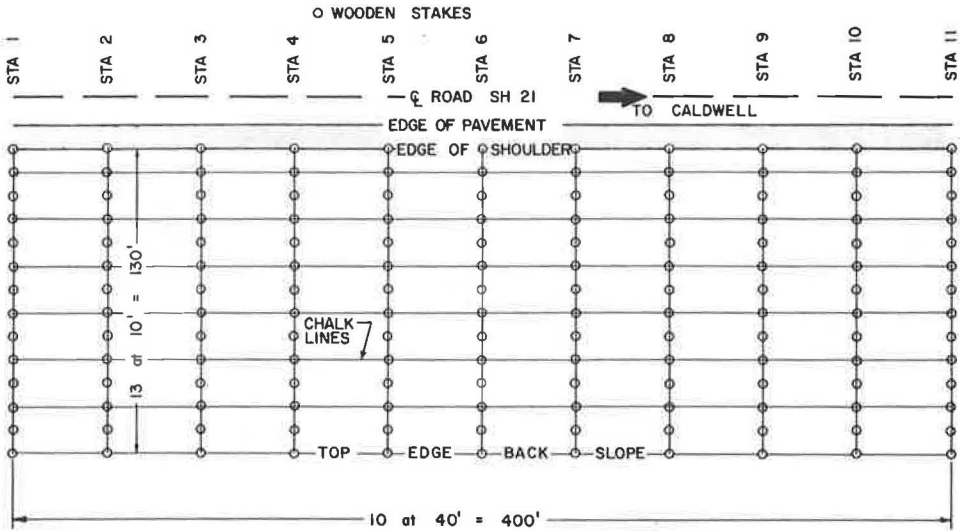 O WOODEN STAKES
STA 1
STA 2
STA 3
STA 4
STA 5
STA 6
STA 7
STA 8
STA 9
STA 10
STA 11
℄ ROAD SH 21
TO CALDWELL
EDGE OF PAVEMENT
EDGE OF SHOULDER
13 at 10' = 130'
CHALK
LINES
TOP EDGE BACK SLOPE
10 at 40' = 400'